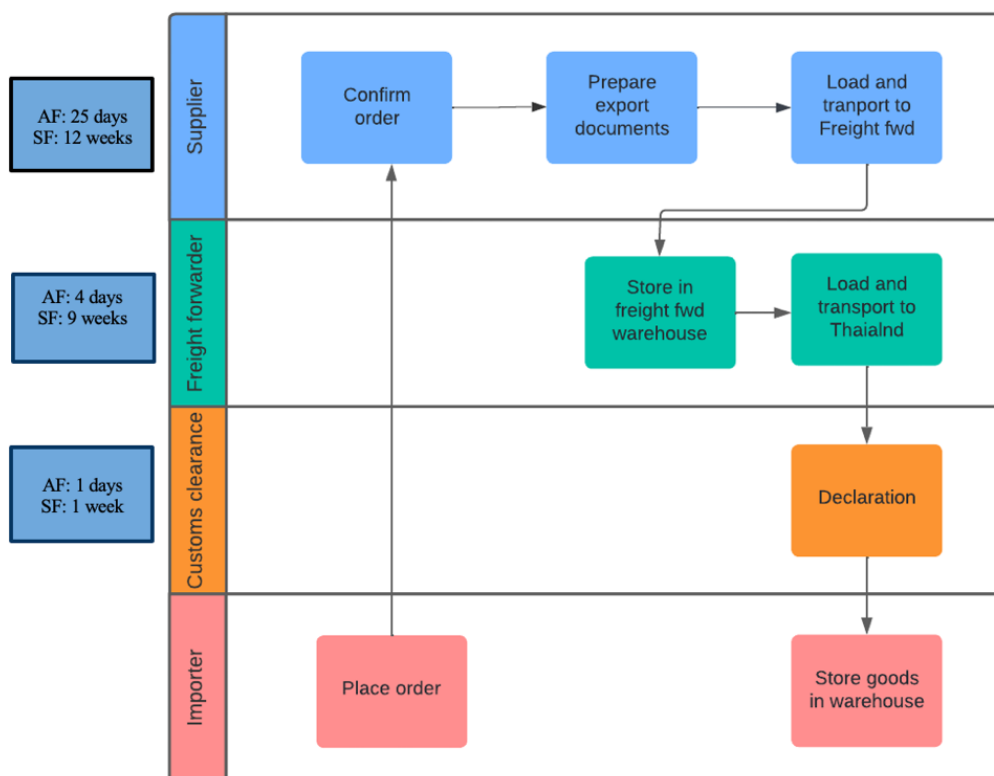 AF: 25 days
SF: 12 weeks
Supplier
Confirm
order
Prepare
export
documents
Load and
tranport to
Freight fwd
AF: 4 days
SF: 9 weeks
Freight forwarder
Store in
freight fwd
warehouse
Load and
transport to
Thaialnd
AF: 1 days
SF: 1 week
Customs clearance
Declaration
Importer
Place order
Store goods
in warehouse